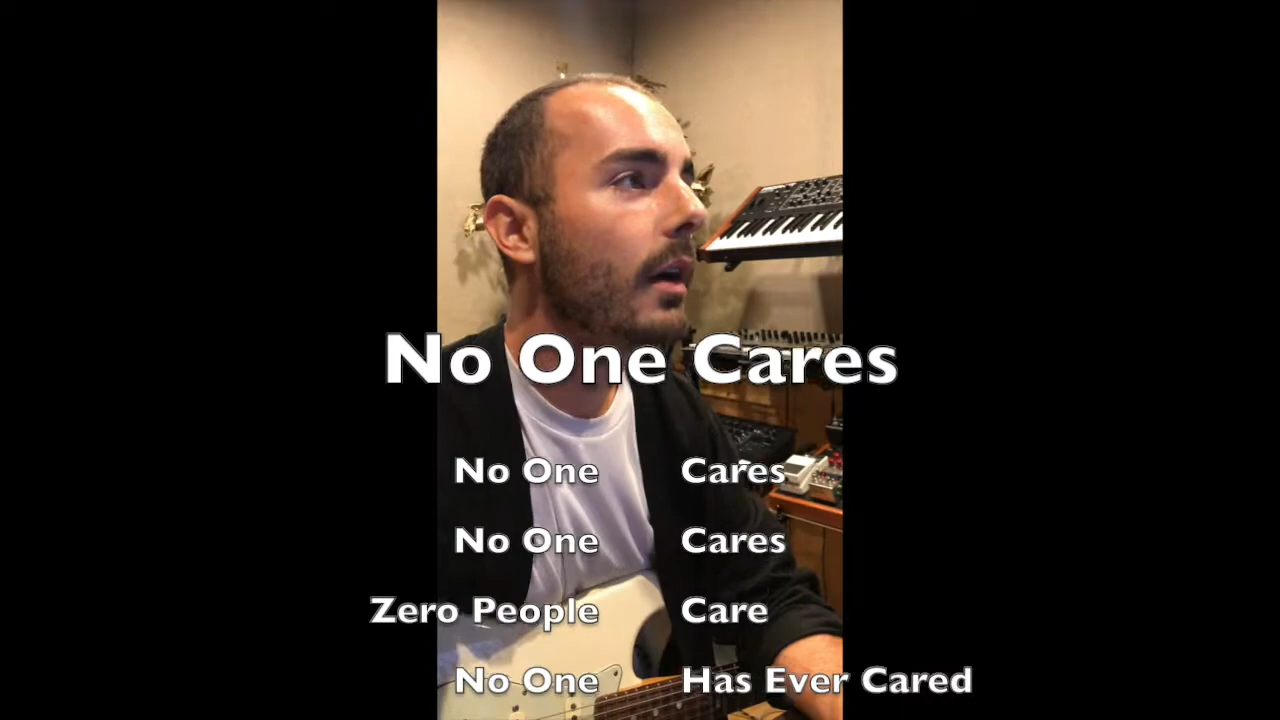 No One Cares
No One Cares
No One Cares
Zero People Care
No One Has Ever Cared